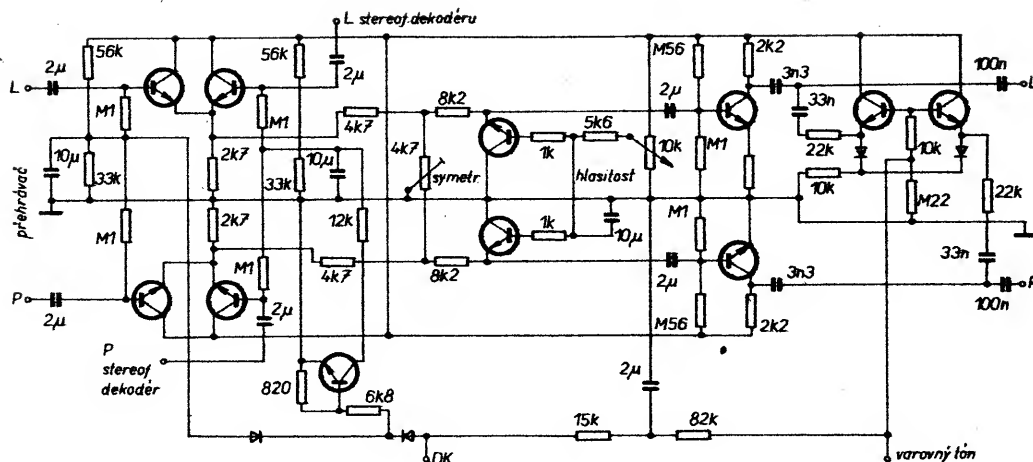 L stereof. dekodéru
56k
56k
M56
2k2
2μ
2μ
3n3
100n
L
L
M1
M1
8k2
2μ
33n
4k7
5k6
1k
4k7
10k
M1
22k
10k
10μ
33k
2k7
10μ
33k
symetr
hlasitost
10k
M22
22k
přehrávač
2k7
12k
1k
10μ
M1
M1
M1
33n
4k7
8k2
3n3
P
2μ
2μ
2μ
100n
P
M56
2k2
P
stereof.
dekodér
820
6k8
2μ
15k
82k
DK
varovný tón